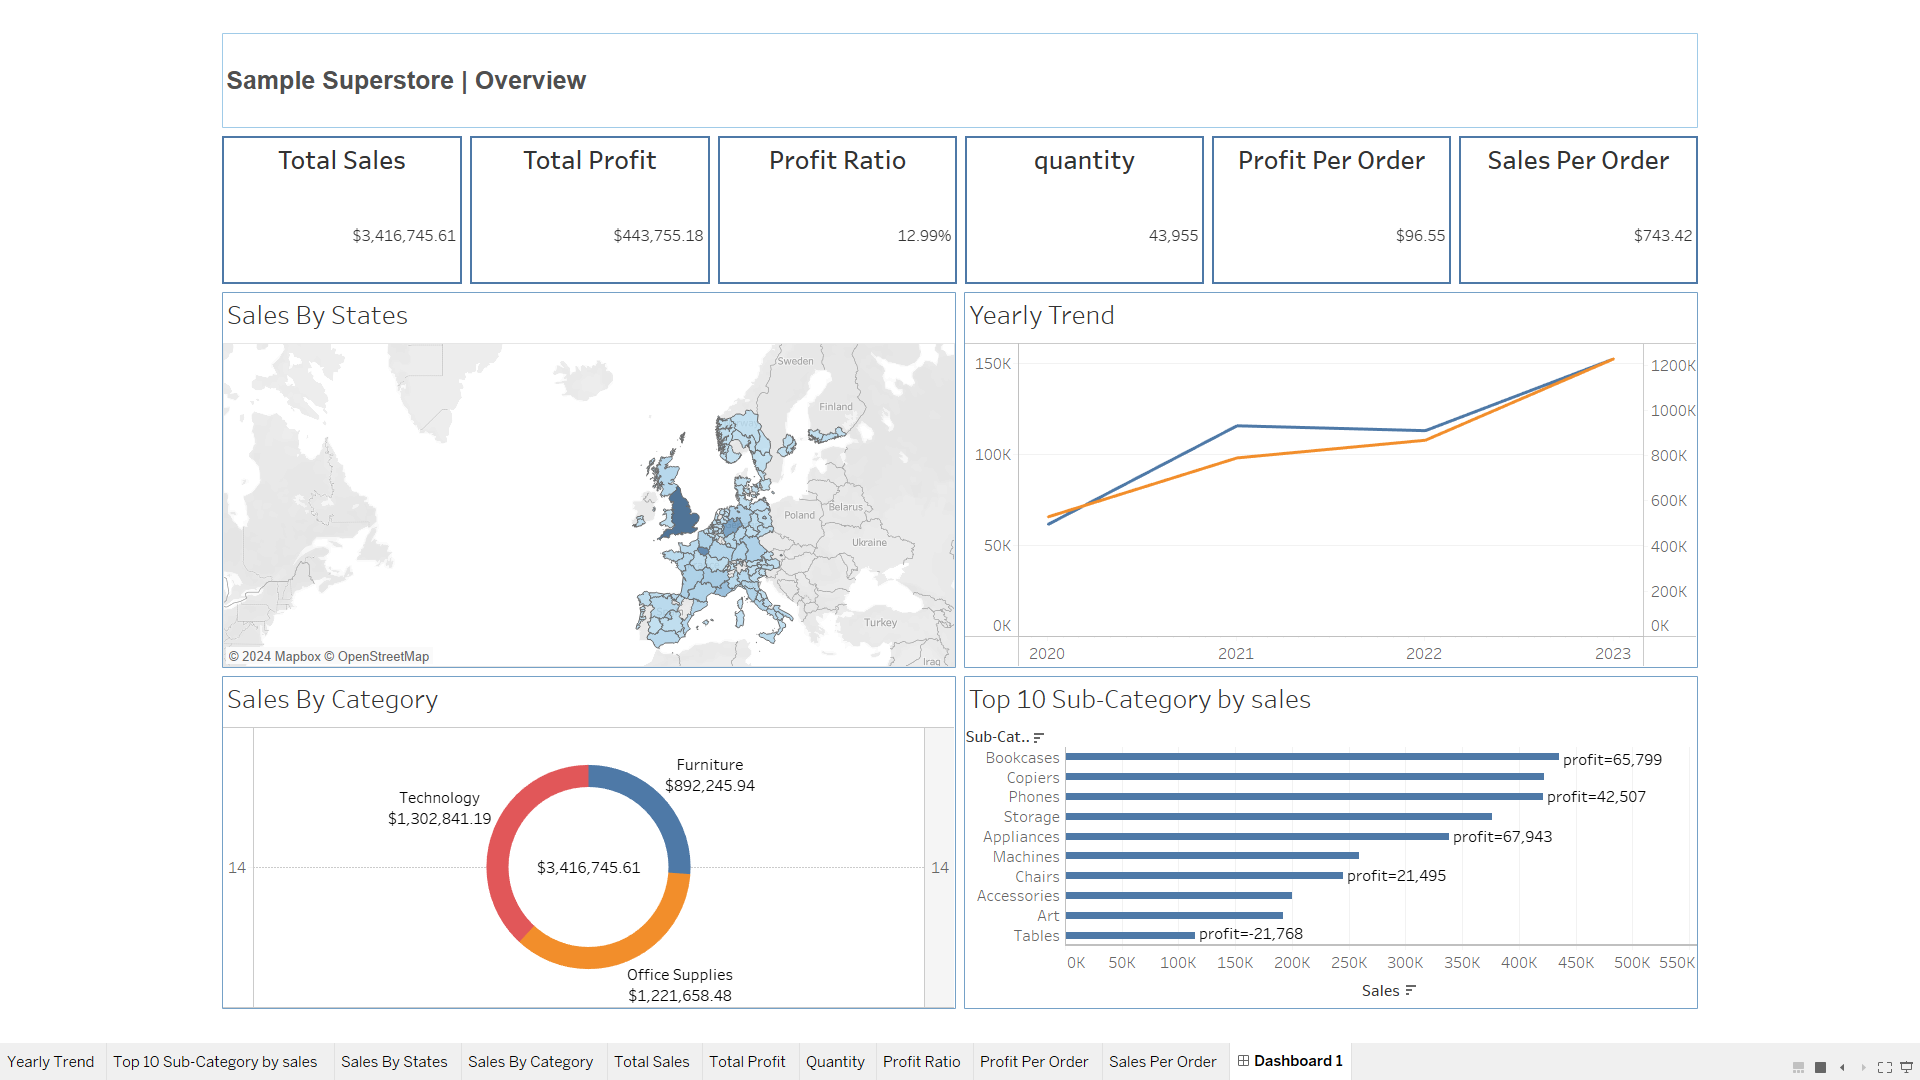 Sample Superstore | Overview
Total Sales
$3,416,745.61
Total Profit
$443,755.18
Profit Ratio
12.99%
quantity
43,955
Profit Per Order
$96.55
Sales Per Order
$743.42
Sales By States
Sweden
Finland
Belarus
Poland
Ukraine
Turkey
Iraq
© 2024 Mapbox © OpenStreetMap
Yearly Trend
150K
100K
50K
0K
1200K
1000K
800K
600K
400K
200K
0K
2020 2021 2022 2023
Sales By Category
14
Furniture
$892,245.94
Technology
$1,302,841.19
$3,416,745.61
Office Supplies
$1,221,658.48
14
Top 10 Sub-Category by sales
Sub-Cat..
Bookcases profit=65,799
Copiers
Phones profit=42,507
Storage
Appliances profit=67,943
Machines
Chairs profit=21,495
Accessories
Art
Tables profit=-21,768
0K 50K 100K 150K 200K 250K 300K 350K 400K 450K 500K 550K
Sales
Yearly Trend Top 10 Sub-Category by sales Sales By States Sales By Category Total Sales Total Profit Quantity Profit Ratio Profit Per Order Sales Per Order Dashboard 1